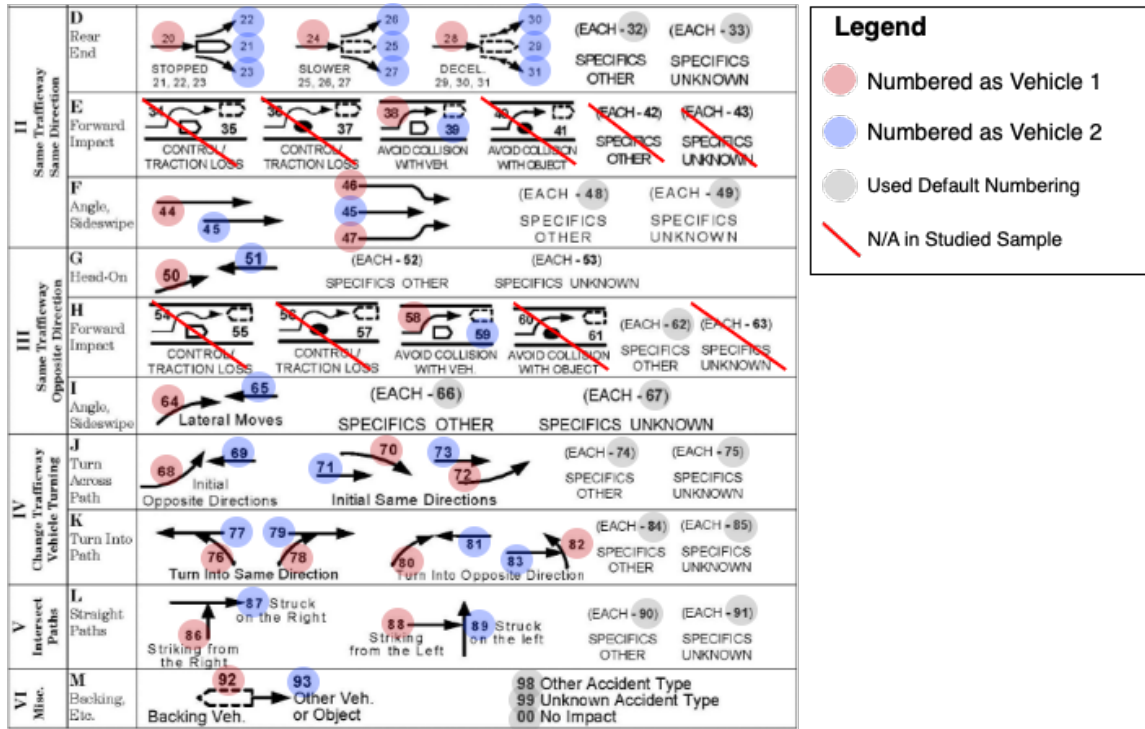 II
Same Trafficway
Same Direction
D
Rear
End
20
22
21
23
STOPPED
21, 22, 23
24
26
25
27
SLOWER
25, 26, 27
28
30
29
31
DECEL.
29, 30, 31
(EACH - 32)
SPECIFICS
OTHER
(EACH - 33)
SPECIFICS
UNKNOWN
E
Forward
Impact
34
35
CONTROL/
TRACTION LOSS
36
37
CONTROL/
TRACTION LOSS
38
39
AVOID COLLISION
WITH VEH.
40
41
AVOID COLLISION
WITH OBJECT
(EACH - 42)
SPECIFICS
OTHER
(EACH - 43)
SPECIFICS
UNKNOWN
F
Angle,
Sideswipe
44
45
46
45
47
(EACH - 48)
SPECIFICS
OTHER
(EACH - 49)
SPECIFICS
UNKNOWN
III
Same Trafficway
Opposite Direction
G
Head-On
50
51
(EACH - 52)
SPECIFICS OTHER
(EACH - 53)
SPECIFICS UNKNOWN
H
Forward
Impact
54
55
CONTROL/
TRACTION LOSS
56
57
CONTROL/
TRACTION LOSS
58
59
AVOID COLLISION
WITH VEH.
60
61
AVOID COLLISION
WITH OBJECT
(EACH - 62)
SPECIFICS
OTHER
(EACH - 63)
SPECIFICS
UNKNOWN
I
Angle,
Sideswipe
64
65
Lateral Moves
(EACH - 66)
SPECIFICS OTHER
(EACH - 67)
SPECIFICS UNKNOWN
IV
Change Trafficway
Vehicle Turning
J
Turn
Across
Path
68
69
Initial
Opposite Directions
70
71
73
72
Initial Same Directions
(EACH - 74)
SPECIFICS
OTHER
(EACH - 75)
SPECIFICS
UNKNOWN
K
Turn Into
Path
77
76
79
78
Turn Into Same Direction
81
80
83
82
Turn Into Opposite Direction
(EACH - 84)
SPECIFICS
OTHER
(EACH - 85)
SPECIFICS
UNKNOWN
V
Intersect
Paths
L
Straight
Paths
87 Struck
on the Right
86
Striking from
the Right
88
Striking
from the Left
89 Struck
on the left
(EACH - 90)
SPECIFICS
OTHER
(EACH - 91)
SPECIFICS
UNKNOWN
VI
Misc.
M
Backing,
Etc.
92
Backing Veh.
93
Other Veh.
or Object
98 Other Accident Type
99 Unknown Accident Type
00 No Impact
Legend
Numbered as Vehicle 1
Numbered as Vehicle 2
Used Default Numbering
N/A in Studied Sample